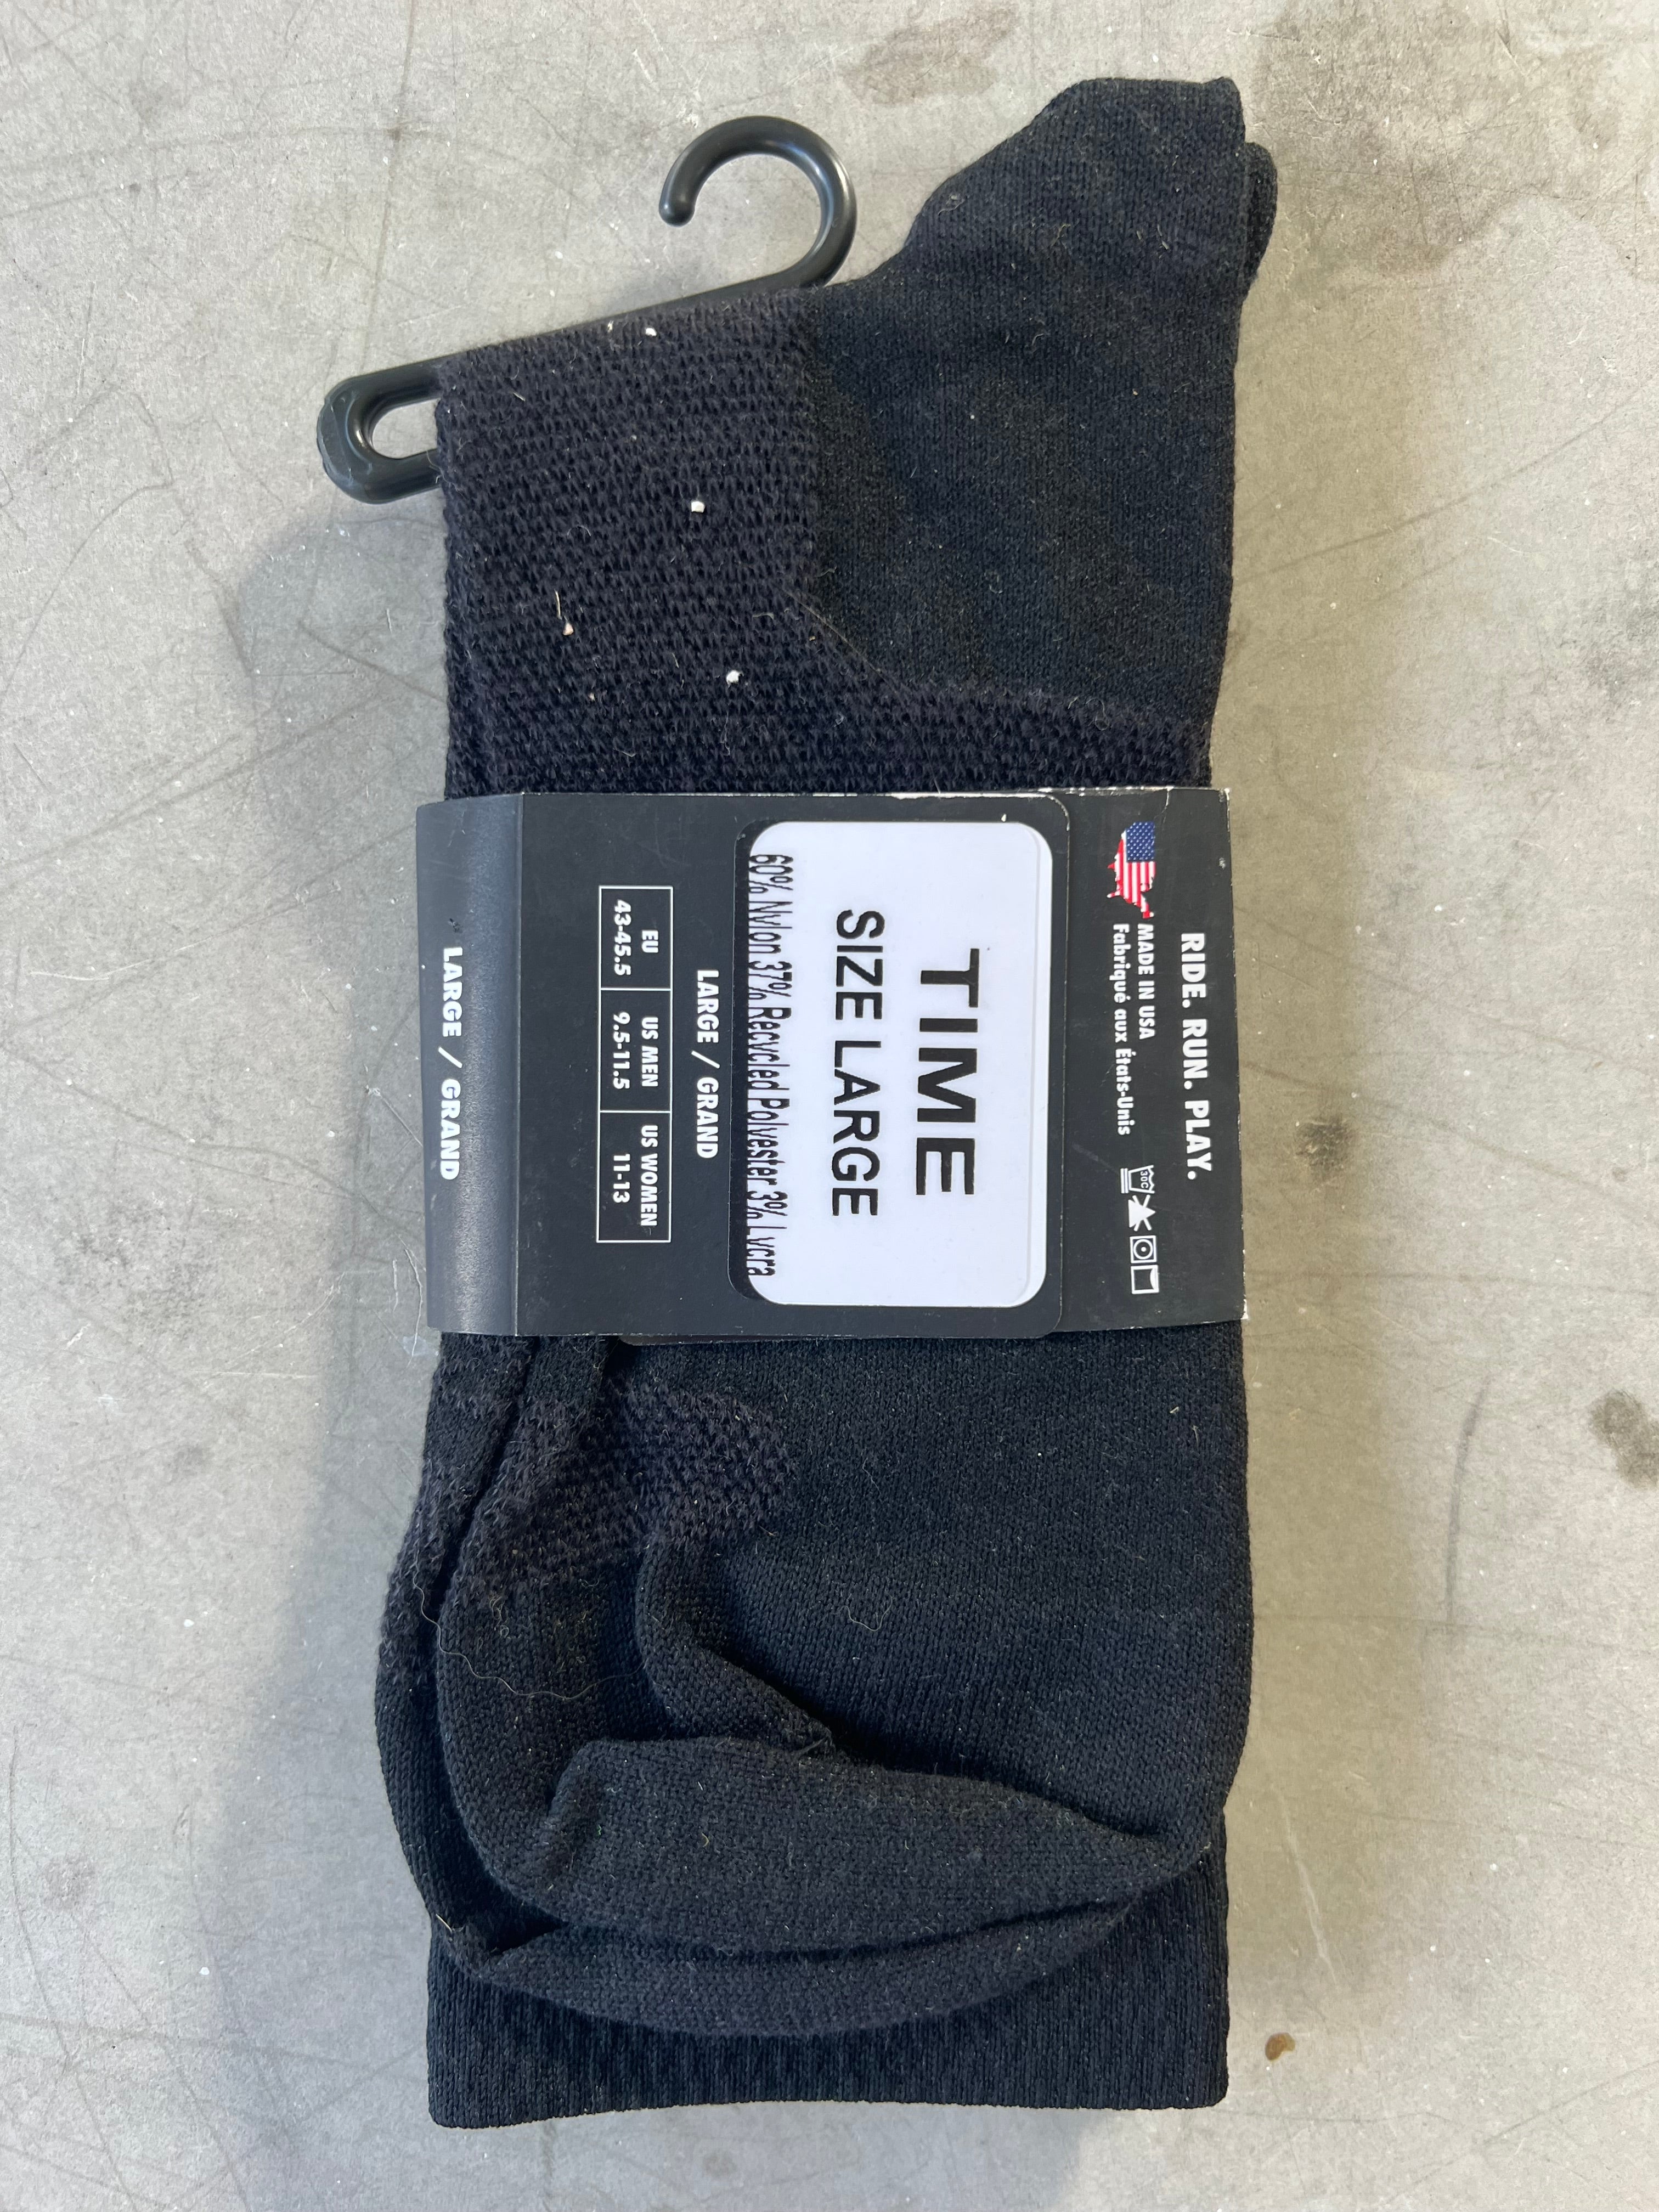 RIDE. RUN. PLAY.
MADE IN USA
Fabriqué aux États-Unis
30C
TIME
SIZE LARGE
60% Nylon 37% Recycled Polyester 3% Lycra
LARGE / GRAND
EU US MEN US WOMEN
43-45.5 9.5-11.5 11-13
LARGE / GRAND